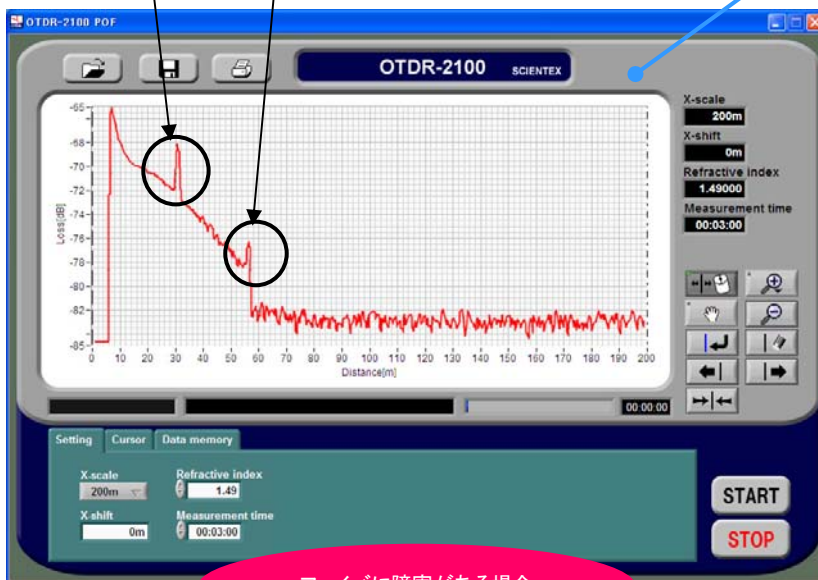 OTDR-2100 POF
OTDR-2100 SCIENTEX
X-scale
200m
X-shift
0m
Refractive index
1.49000
Measurement time
00:03:00
-65
-68
-70
-72
-74
-76
-78
-80
-82
-85
Loss[dB]
0 10 20 30 40 50 60 70 80 90 100 110 120 130 140 150 160 170 180 190 200
Distance[m]
00:00:00
Setting Cursor Data memory
X-scale Refractive index
200m 1.49
X-shift Measurement time
0m 00:03:00
START
STOP